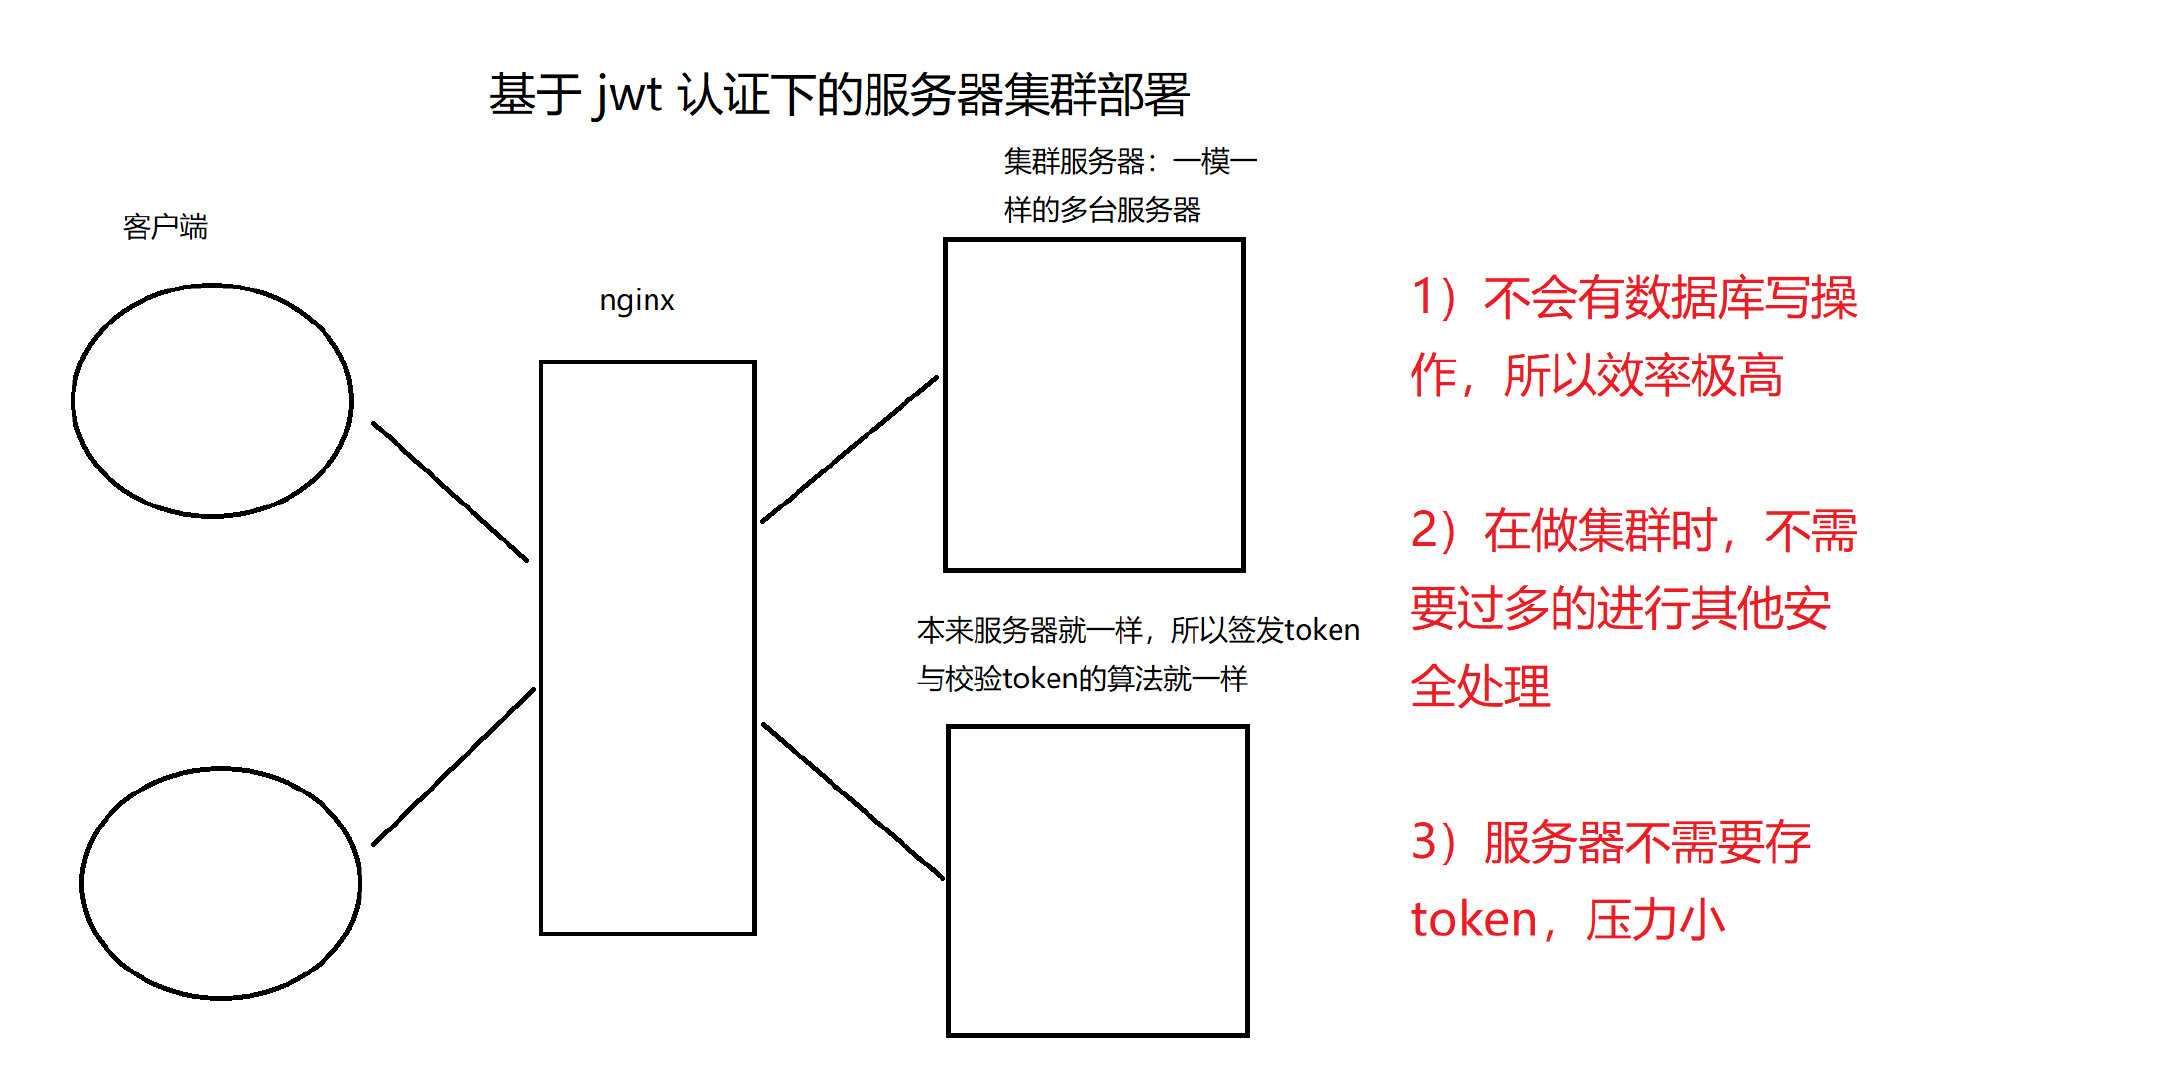 基于 jwt 认证下的服务器集群部署
集群服务器：一模一
样的多台服务器
客户端
nginx
本来服务器就一样，所以签发token
与校验token的算法就一样
1）不会有数据库写操
作，所以效率极高
2）在做集群时，不需
要过多的进行其他安
全处理
3）服务器不需要存
token，压力小